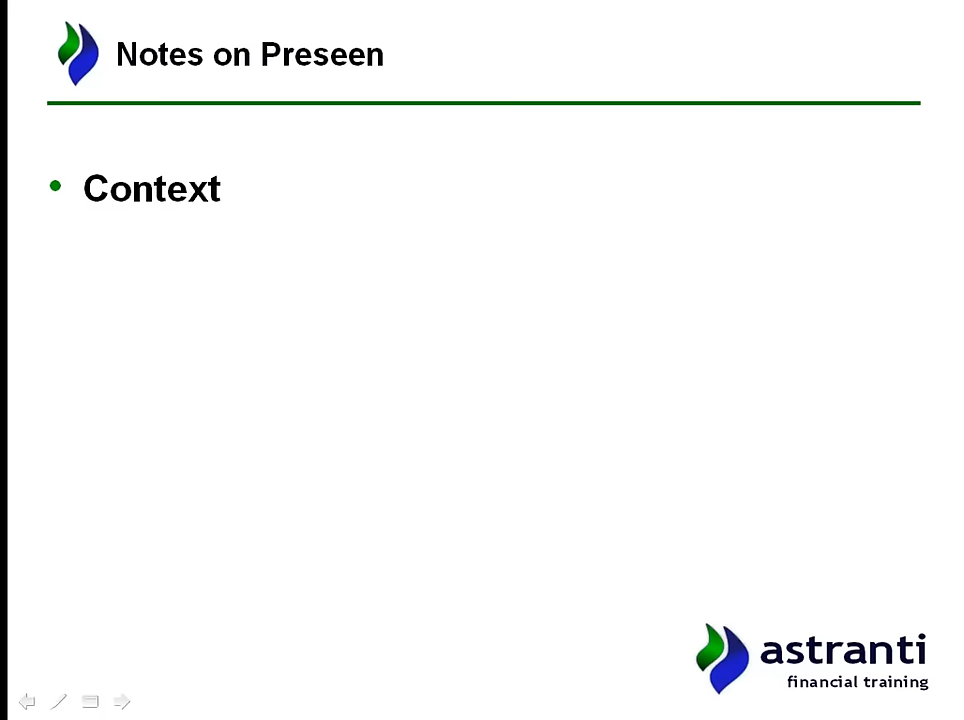 Notes on Preseen
• Context
astranti
financial training